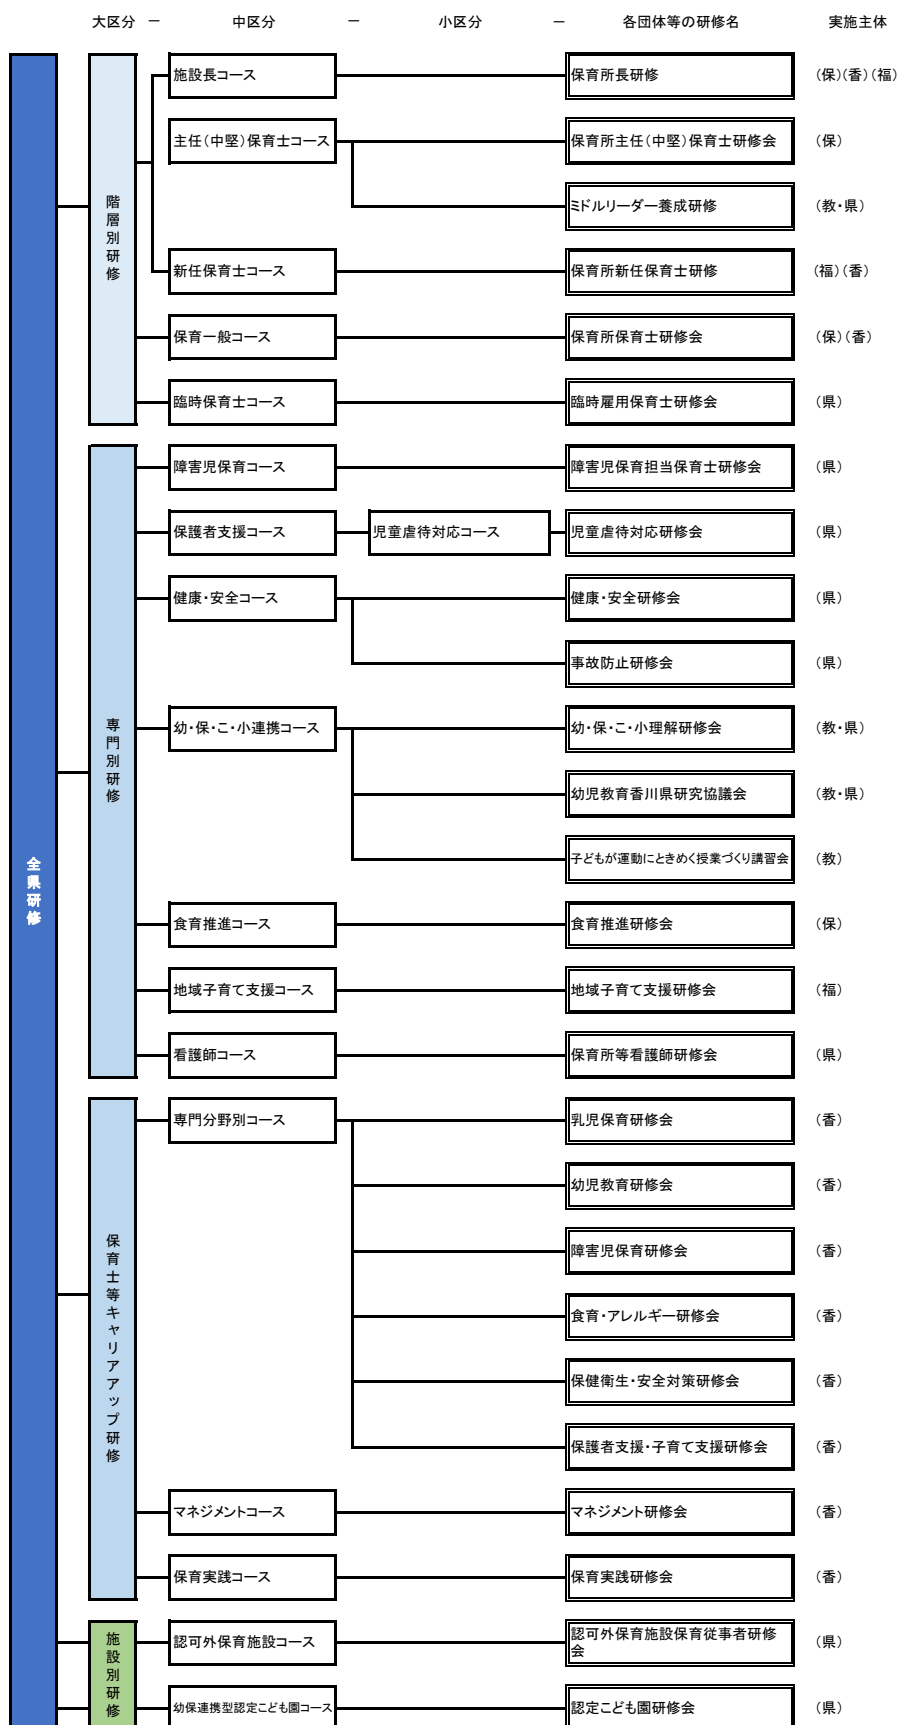 大区分 － 中区分 － 小区分 － 各団体等の研修名 実施主体
全県研修
階層別研修
施設長コース 保育所長研修 （保）（香）（福）
主任（中堅）保育士コース 保育所主任（中堅）保育士研修会 （保）
ミドルリーダー養成研修 （教・県）
新任保育士コース 保育所新任保育士研修 （福）（香）
保育一般コース 保育所保育士研修会 （保）（香）
臨時保育士コース 臨時雇用保育士研修会 （県）
専門別研修
障害児保育コース 障害児保育担当保育士研修会 （県）
保護者支援コース 児童虐待対応コース 児童虐待対応研修会 （県）
健康・安全コース 健康・安全研修会 （県）
事故防止研修会 （県）
幼・保・こ・小連携コース 幼・保・こ・小理解研修会 （教・県）
幼児教育香川県研究協議会 （教・県）
子どもが運動にときめく授業づくり講習会 （教）
食育推進コース 食育推進研修会 （保）
地域子育て支援コース 地域子育て支援研修会 （福）
看護師コース 保育所等看護師研修会 （県）
保育士等キャリアアップ研修
専門分野別コース 乳児保育研修会 （香）
幼児教育研修会 （香）
障害児保育研修会 （香）
食育・アレルギー研修会 （香）
保健衛生・安全対策研修会 （香）
保護者支援・子育て支援研修会 （香）
マネジメントコース マネジメント研修会 （香）
保育実践コース 保育実践研修会 （香）
施設別研修
認可外保育施設コース 認可外保育施設保育従事者研修 （県）
会
幼保連携型認定こども園コース 認定こども園研修会 （県）